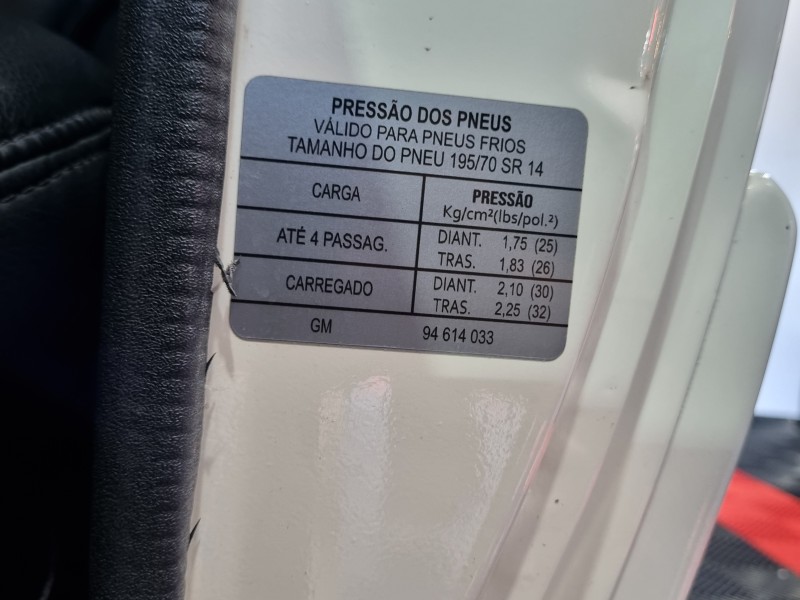 PRESSÃO DOS PNEUS
VÁLIDO PARA PNEUS FRIOS
TAMANHO DO PNEU 195/70 SR 14
CARGA PRESSÃO
Kg/cm²(lbs/pol.²)
ATÉ 4 PASSAG. DIANT. 1,75 (25)
TRAS. 1,83 (26)
CARREGADO DIANT. 2,10 (30)
TRAS. 2,25 (32)
GM 94 614 033